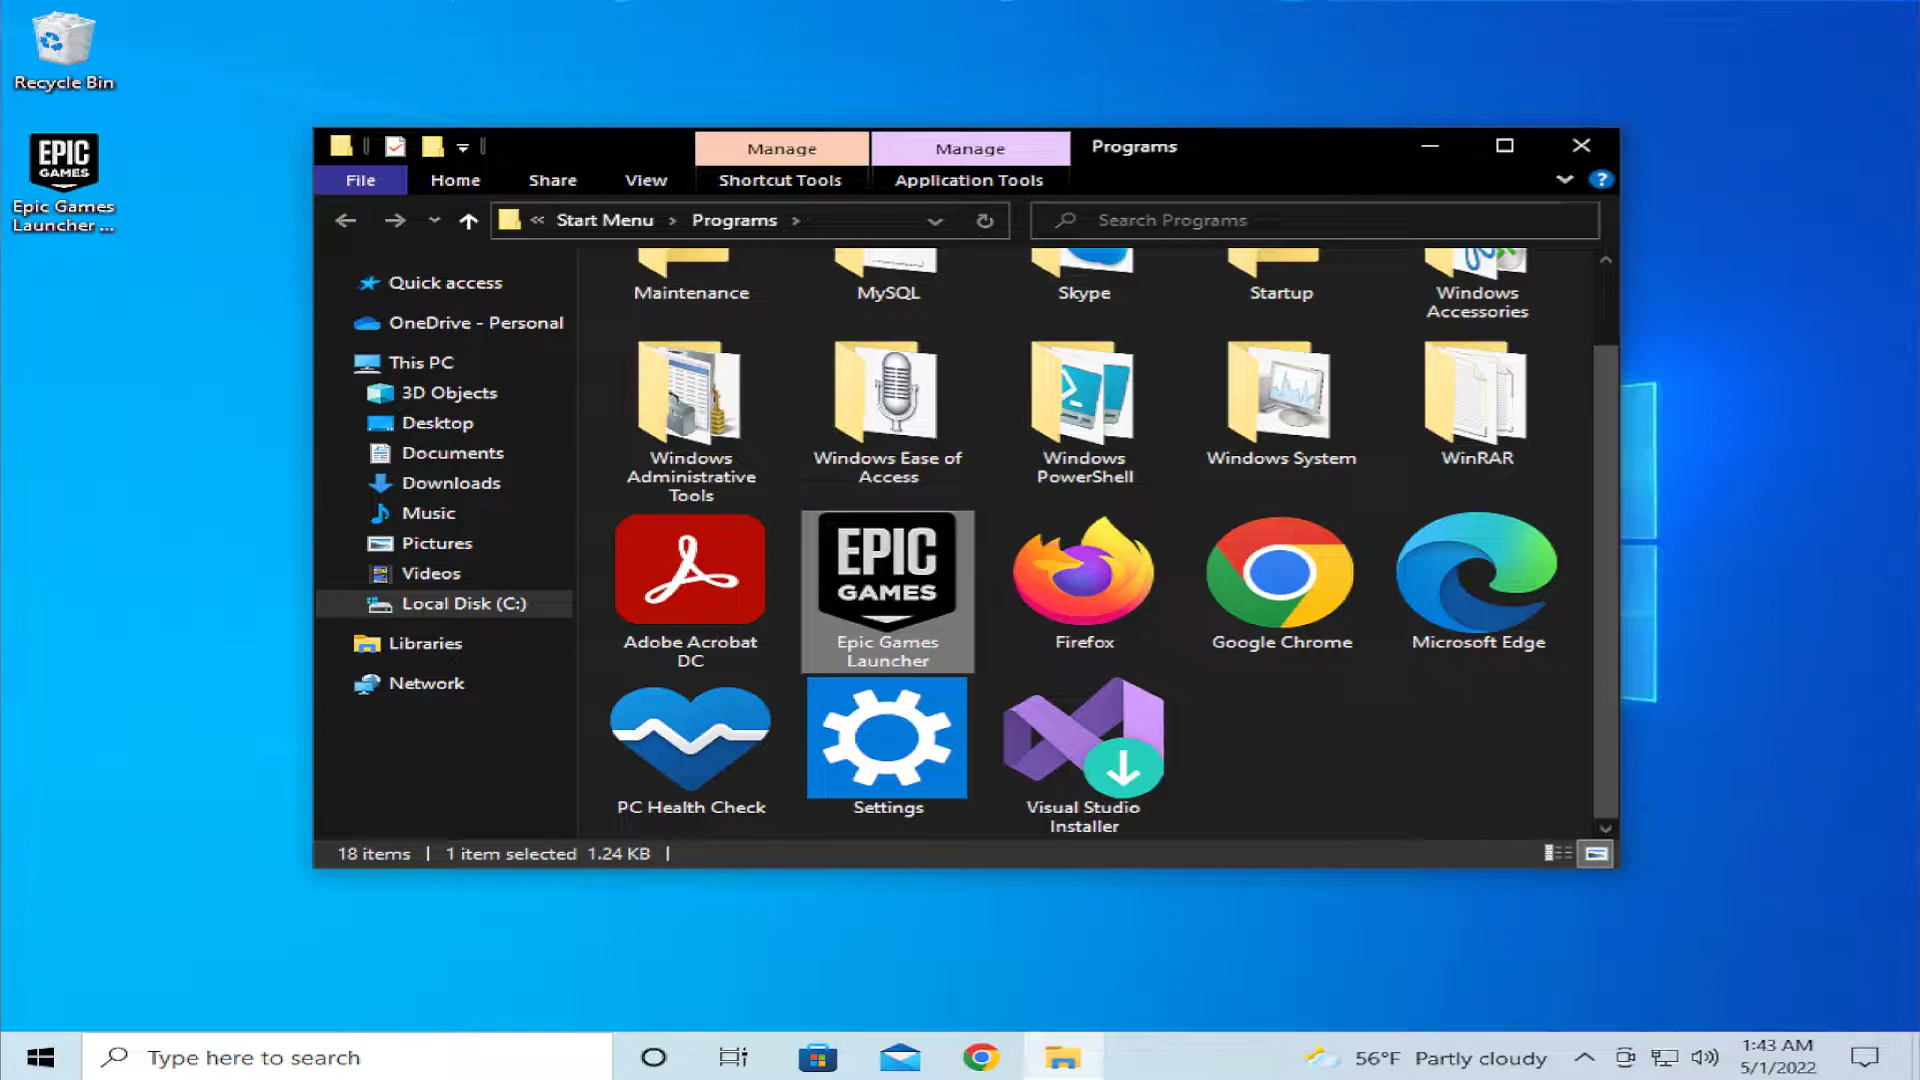 Recycle Bin
EPIC
GAMES
Epic Games
Launcher ...
Manage
Manage
Programs
File
Home
Share
View
Shortcut Tools
Application Tools
?
« Start Menu > Programs >
Search Programs
Quick access
OneDrive - Personal
This PC
3D Objects
Desktop
Documents
Downloads
Music
Pictures
Videos
Local Disk (C:)
Libraries
Network
Maintenance
MySQL
Skype
Startup
Windows
Accessories
Windows
Administrative
Tools
Windows Ease of
Access
Windows
PowerShell
Windows System
WinRAR
Adobe Acrobat
DC
EPIC
GAMES
Epic Games
Launcher
Firefox
Google Chrome
Microsoft Edge
PC Health Check
Settings
Visual Studio
Installer
18 items | 1 item selected 1.24 KB |
Type here to search
56°F Partly cloudy
1:43 AM
5/1/2022